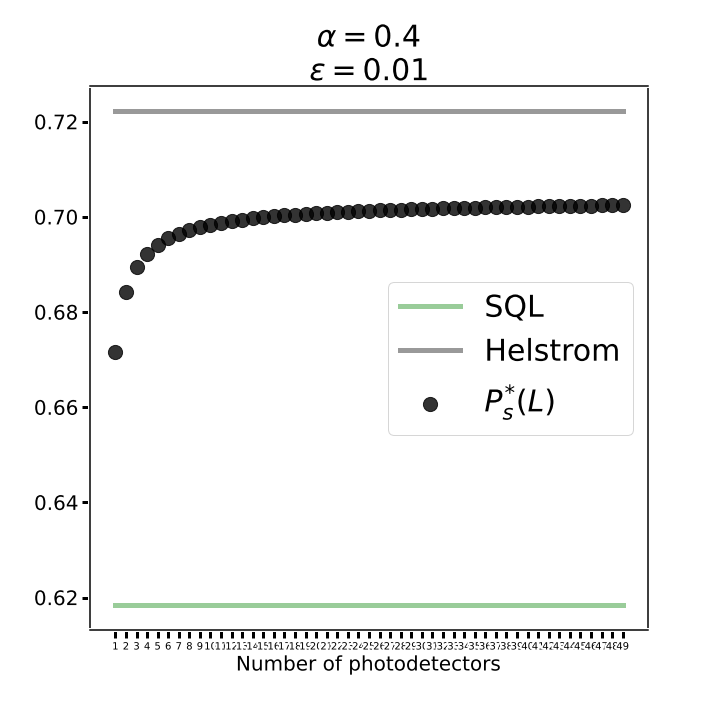 α = 0.4
ε = 0.01
0.72
0.70
0.68
0.66
0.64
0.62
SQL
Helstrom
P*s(L)
1 2 3 4 5 6 7 8 9
49
Number of photodetectors